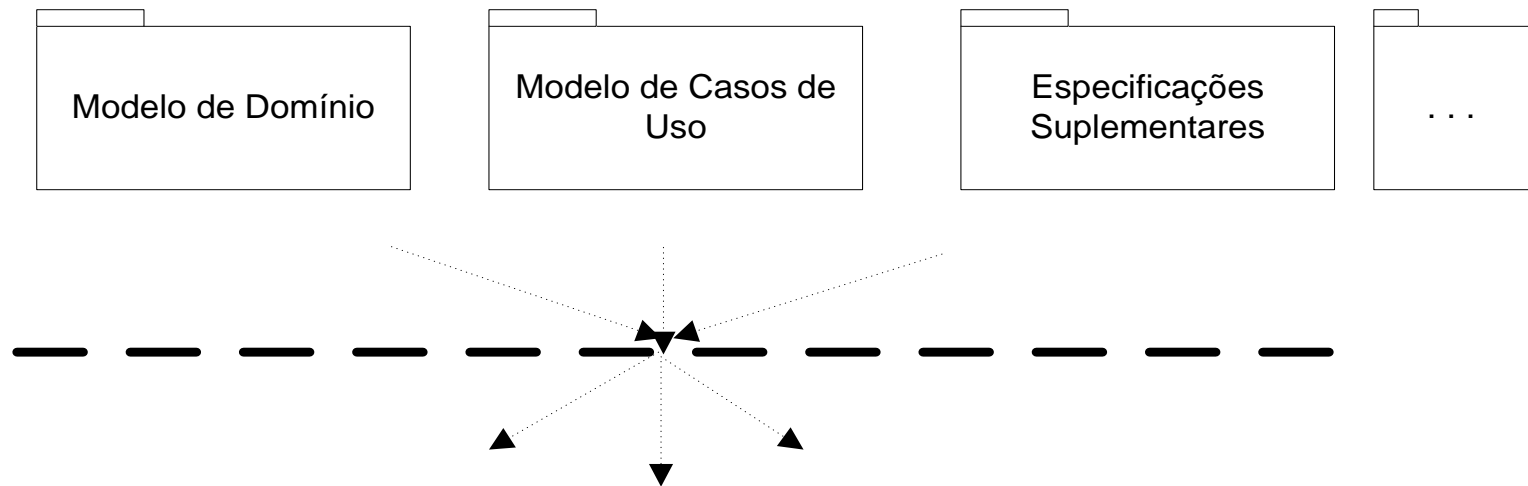 Modelo de Domínio
Modelo de Casos de
Uso
Especificações
Suplementares
. . .